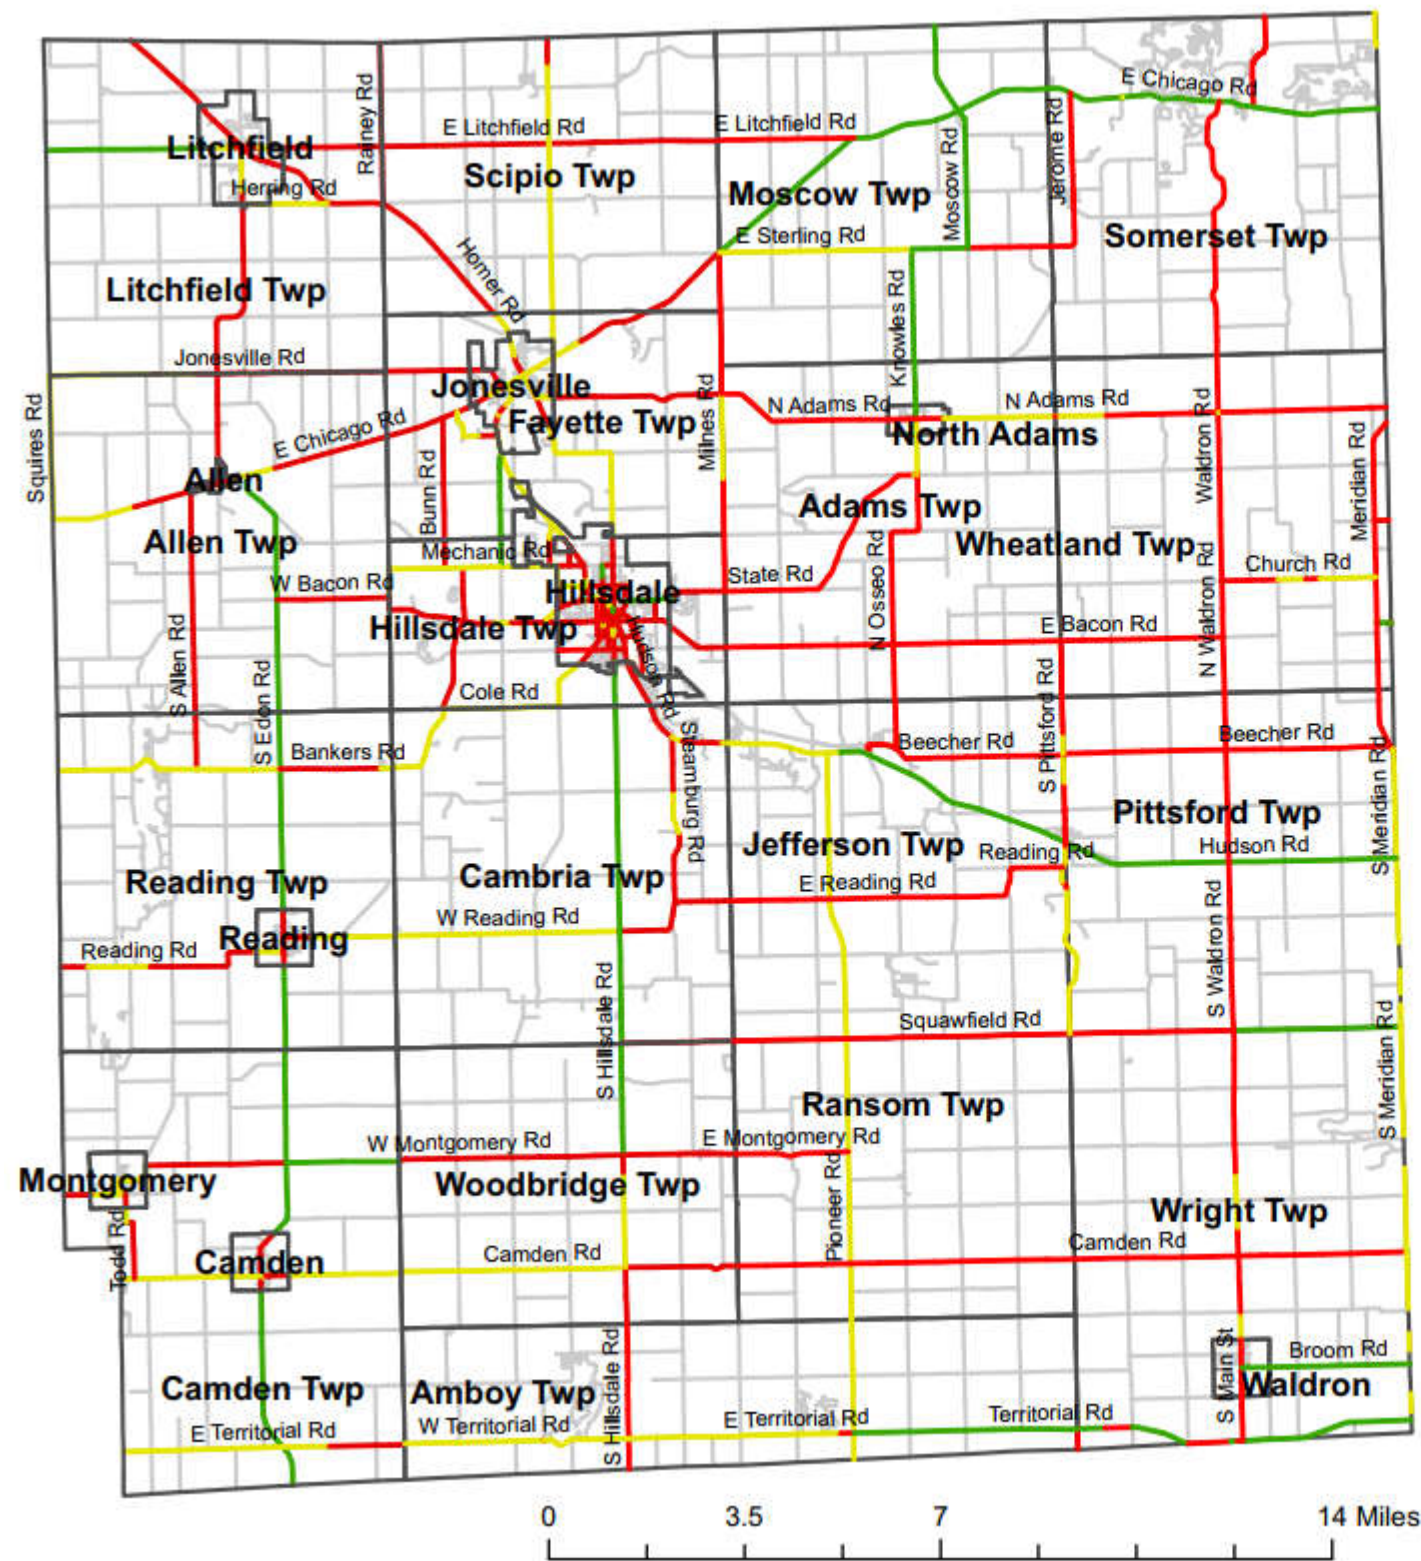 E Chicago Rd
Rainey Rd
E Litchfield Rd
E Litchfield Rd
Jerome Rd
Litchfield
Moscow Rd
Scipio Twp
Herring Rd
Moscow Twp
E Sterling Rd
Somerset Twp
Homer Rd
Litchfield Twp
Knowles Rd
Jonesville Rd
Jonesville
Squires Rd
Milnes Rd
N Adams Rd
N Adams Rd
Waldron Rd
E Chicago Rd
Fayette Twp
North Adams
Meridian Rd
Allen
Bunn Rd
Adams Twp
Allen Twp
Mechanic Rd
Wheatland Twp
Church Rd
W Bacon Rd
State Rd
N Osseo Rd
N Waldron Rd
Hillsdale
Hillsdale Twp
Hudson Rd
E Bacon Rd
S Allen Rd
S Edon Rd
Cole Rd
S Pittsford Rd
Bankers Rd
Steamburg Rd
Beecher Rd
Beecher Rd
S Meridian Rd
Pittsford Twp
Jefferson Twp
Reading Rd
Hudson Rd
Reading Twp
Cambria Twp
E Reading Rd
W Reading Rd
S Waldron Rd
Reading
Reading Rd
S Hillsdale Rd
Squawfield Rd
S Meridian Rd
Ransom Twp
W Montgomery Rd
E Montgomery Rd
Montgomery
Woodbridge Twp
Pioneer Rd
Wright Twp
Todd Rd
Camden
Camden Rd
Camden Rd
S Hillsdale Rd
S Main St
Broom Rd
Camden Twp
Amboy Twp
Waldron
E Territorial Rd
W Territorial Rd
E Territorial Rd
Territorial Rd
0 3.5 7 14 Miles